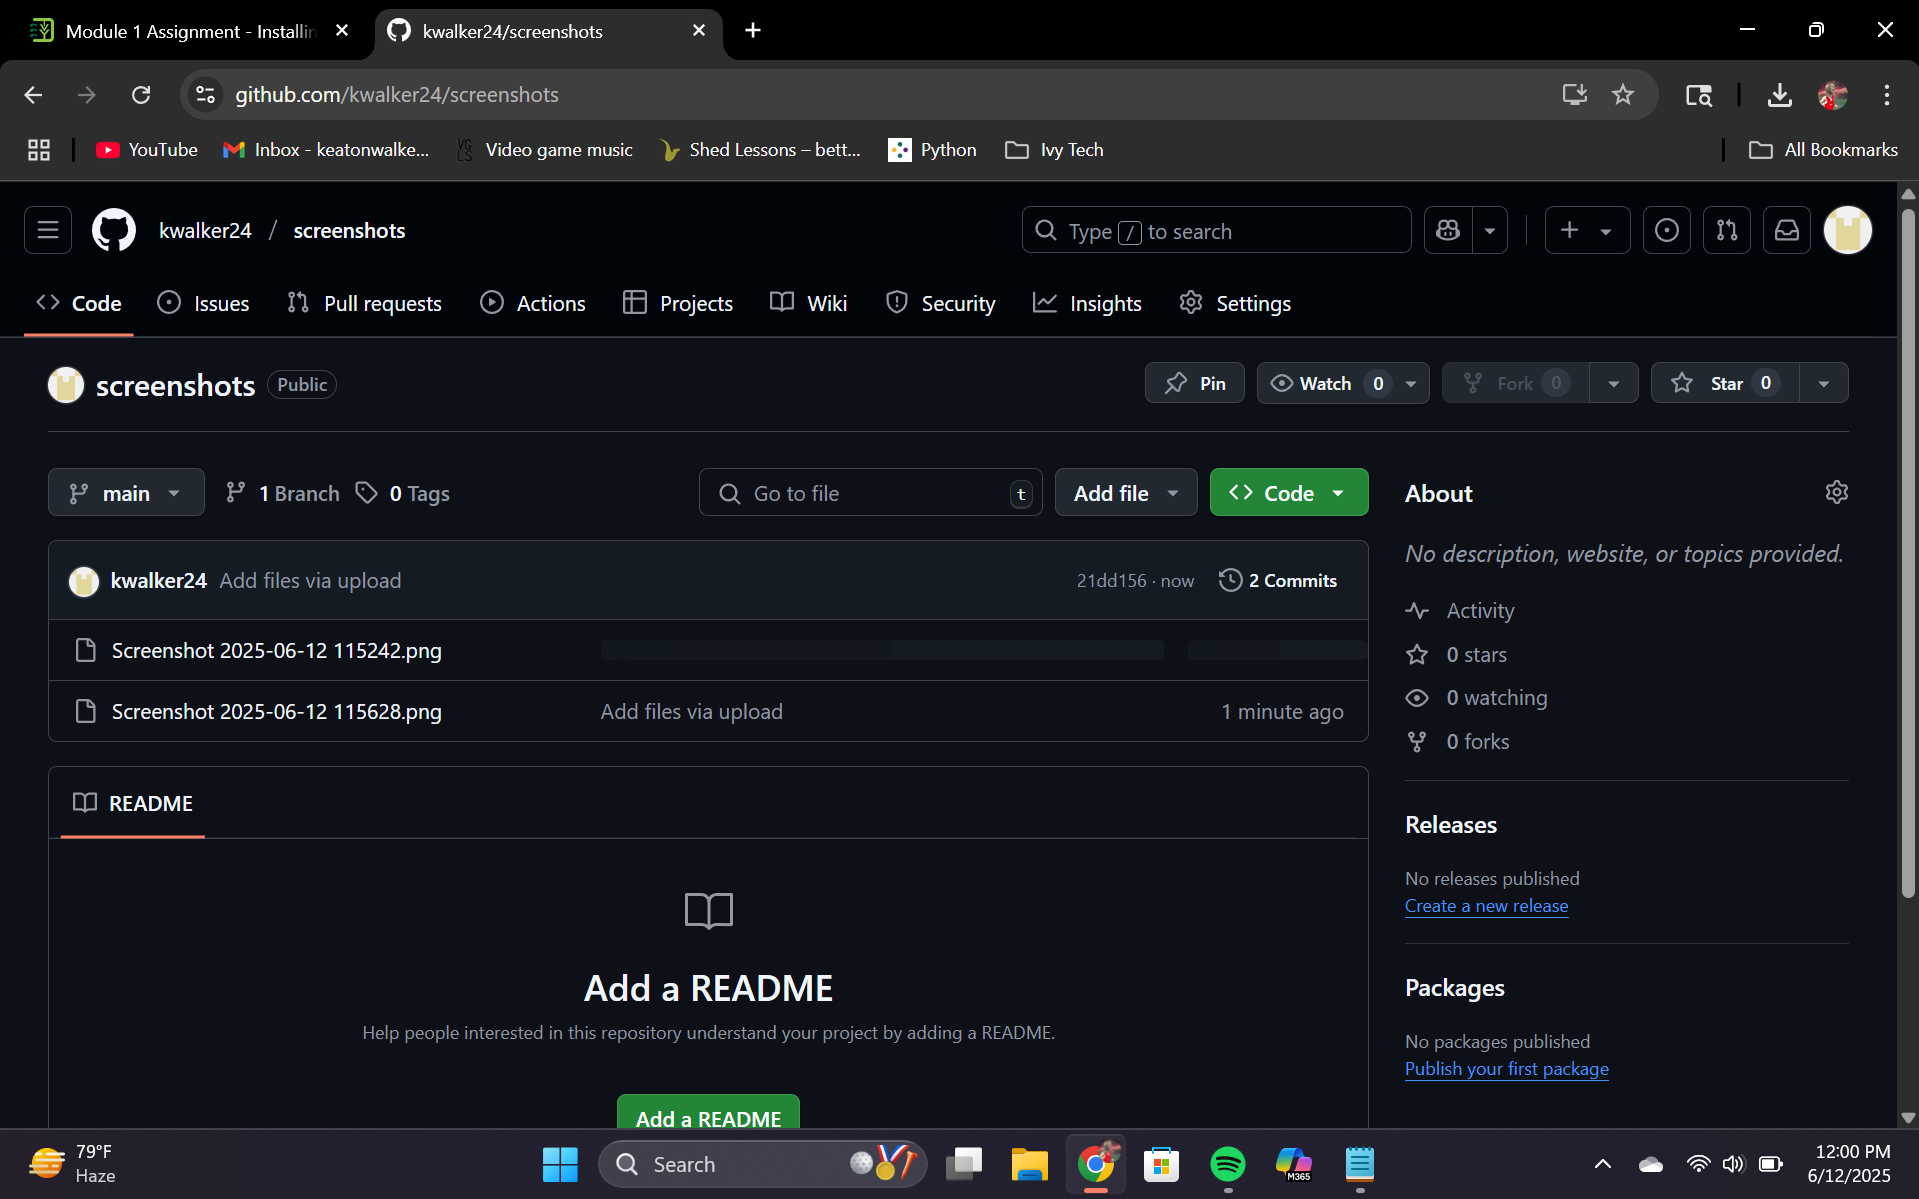 Module 1 Assignment - Installin
kwalker24/screenshots
github.com/kwalker24/screenshots
YouTube
Inbox - keatonwalke...
Video game music
Shed Lessons – bett...
Python
Ivy Tech
All Bookmarks
kwalker24 / screenshots
Type / to search
Code
Issues
Pull requests
Actions
Projects
Wiki
Security
Insights
Settings
screenshots
Public
Pin
Watch 0
Fork 0
Star 0
main
1 Branch
0 Tags
Go to file
t
Add file
Code
kwalker24 Add files via upload
21dd156 · now
2 Commits
Screenshot 2025-06-12 115242.png
Screenshot 2025-06-12 115628.png
Add files via upload
1 minute ago
README
Add a README
Help people interested in this repository understand your project by adding a README.
Add a README
About
No description, website, or topics provided.
Activity
0 stars
0 watching
0 forks
Releases
No releases published
Create a new release
Packages
No packages published
Publish your first package
79°F
Haze
Search
M365
12:00 PM
6/12/2025